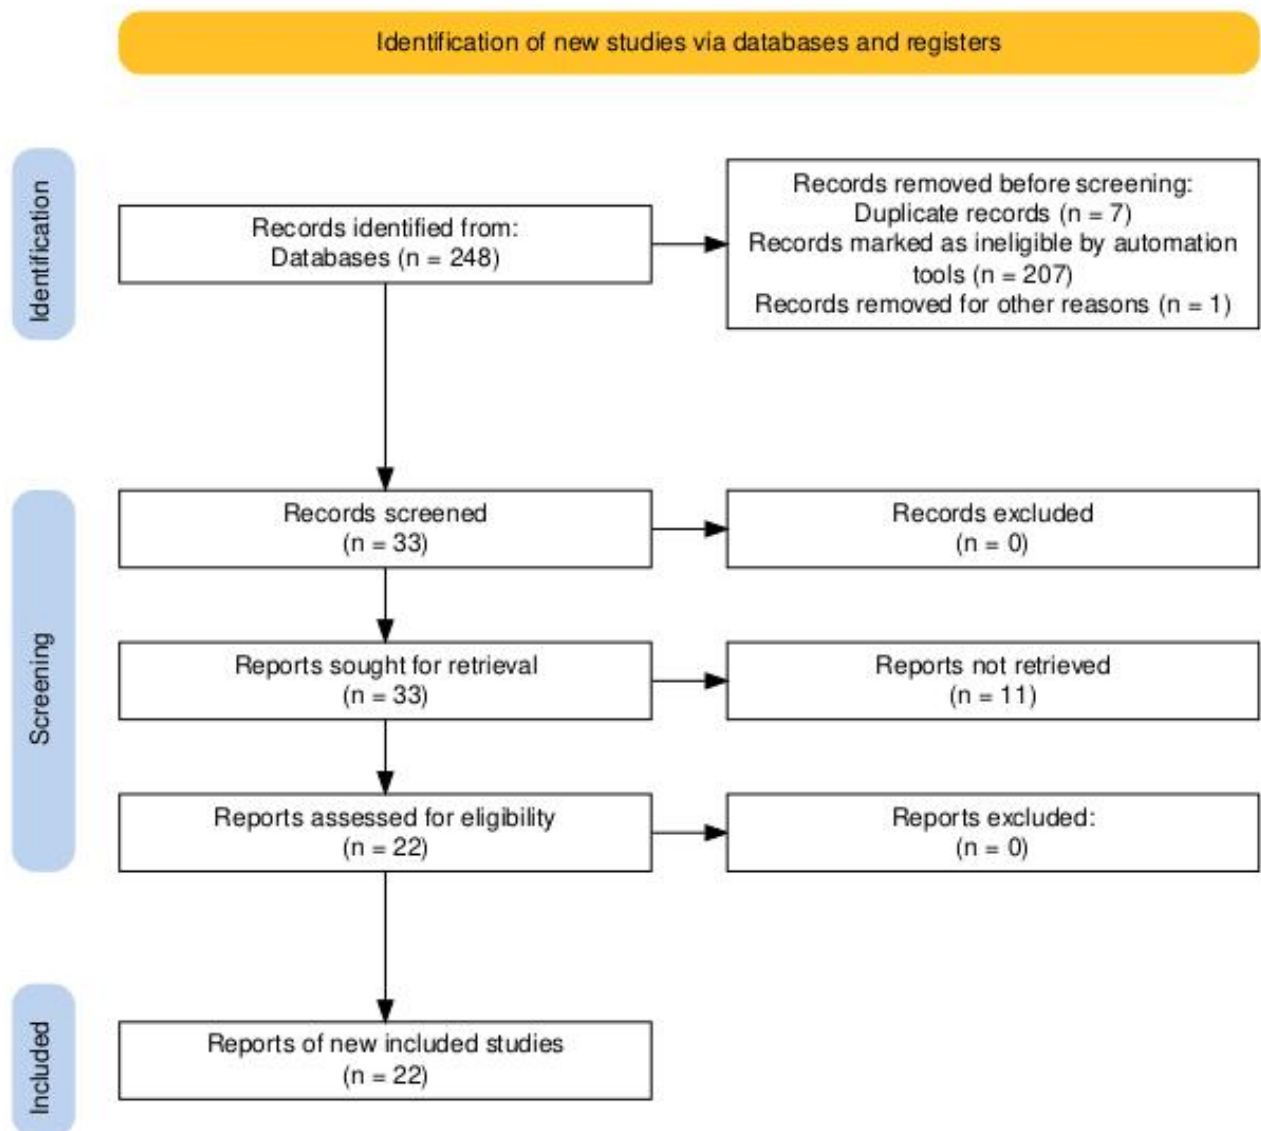 Identification of new studies via databases and registers
Identification
Records identified from:
Databases (n = 248)
Records removed before screening:
Duplicate records (n = 7)
Records marked as ineligible by automation
tools (n = 207)
Records removed for other reasons (n = 1)
Screening
Records screened
(n = 33)
Records excluded
(n = 0)
Reports sought for retrieval
(n = 33)
Reports not retrieved
(n = 11)
Reports assessed for eligibility
(n = 22)
Reports excluded:
(n = 0)
Included
Reports of new included studies
(n = 22)